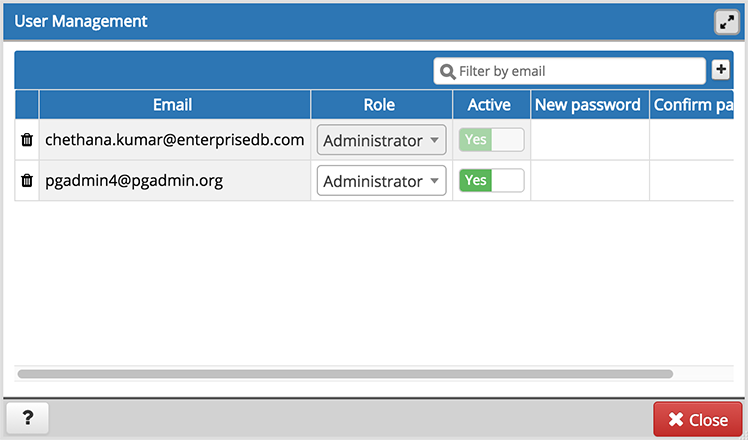 User Management
Filter by email
Email Role Active New password Confirm pa
chethana.kumar@enterprisedb.com Administrator Yes
pgadmin4@pgadmin.org Administrator Yes
? Close